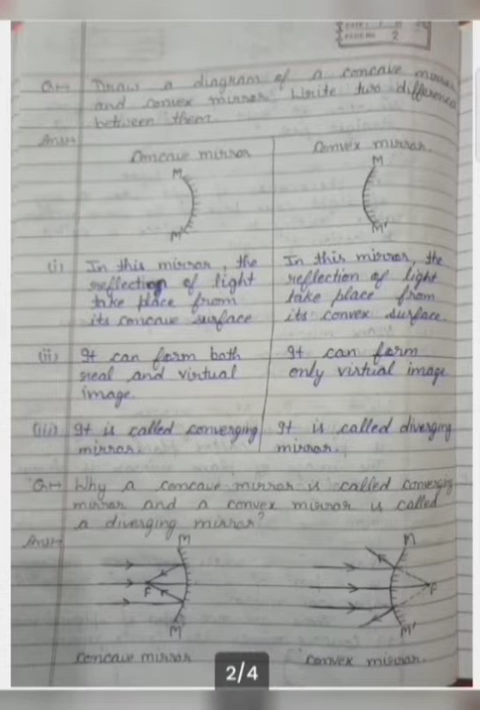 PAGE NO. 2
Q.→ Draw a diagram of a concave mirror
and convex mirror. Write two difference
between them.
Ans→
Concave mirror
Convex mirror.
M
M'
M
M'
(i) In this mirror, the
reflection of light
take place from
its concave surface
In this mirror, the
reflection of light
take place from
its convex surface.
(ii) It can form both
real and virtual
image.
It can form
only virtual image
(iii) It is called converging
mirror.
It is called diverging
mirror.
Q.→ Why a concave mirror is called converging
mirror and a convex mirror is called
a diverging mirror?
Ans→
M
F
M'
M
F
M'
Concave mirror
Convex mirror.
2/4